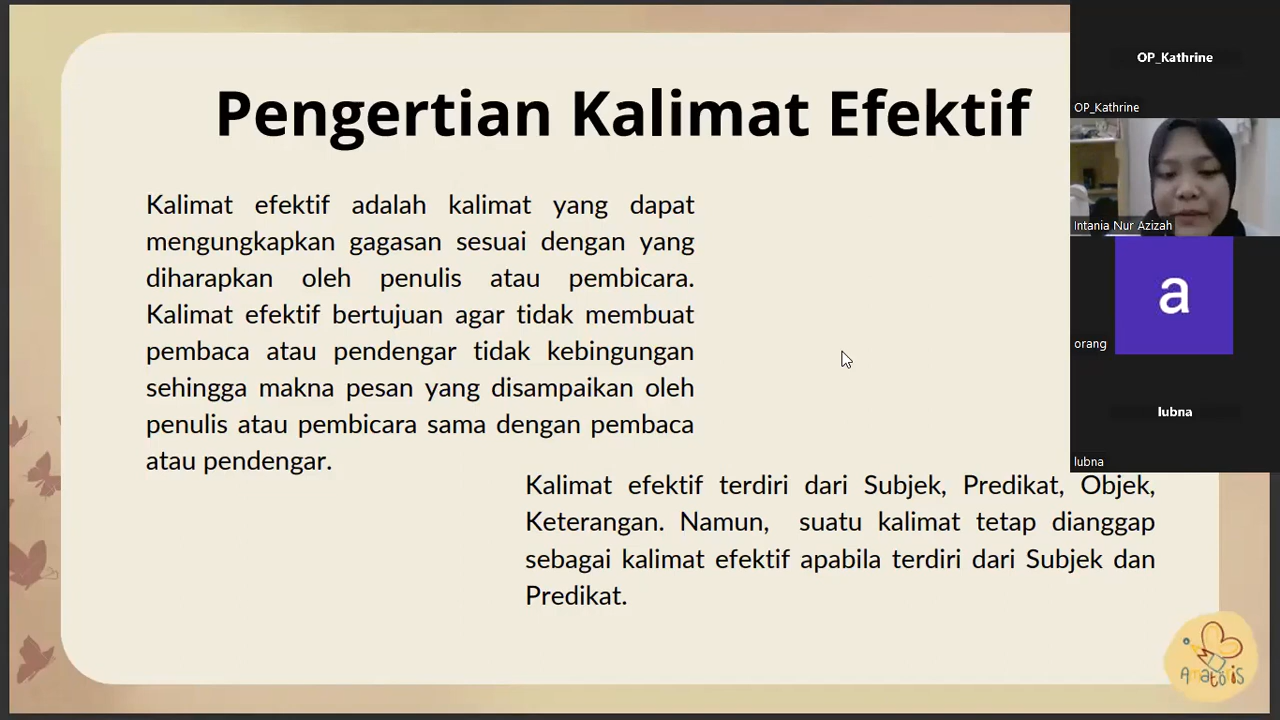 Pengertian Kalimat Efektif
Kalimat efektif adalah kalimat yang dapat
mengungkapkan gagasan sesuai dengan yang
diharapkan oleh penulis atau pembicara.
Kalimat efektif bertujuan agar tidak membuat
pembaca atau pendengar tidak kebingungan
sehingga makna pesan yang disampaikan oleh
penulis atau pembicara sama dengan pembaca
atau pendengar.
Kalimat efektif terdiri dari Subjek, Predikat, Objek,
Keterangan. Namun, suatu kalimat tetap dianggap
sebagai kalimat efektif apabila terdiri dari Subjek dan
Predikat.
OP_Kathrine
OP_Kathrine
Intania Nur Azizah
a
orang
lubna
lubna
Amatöris